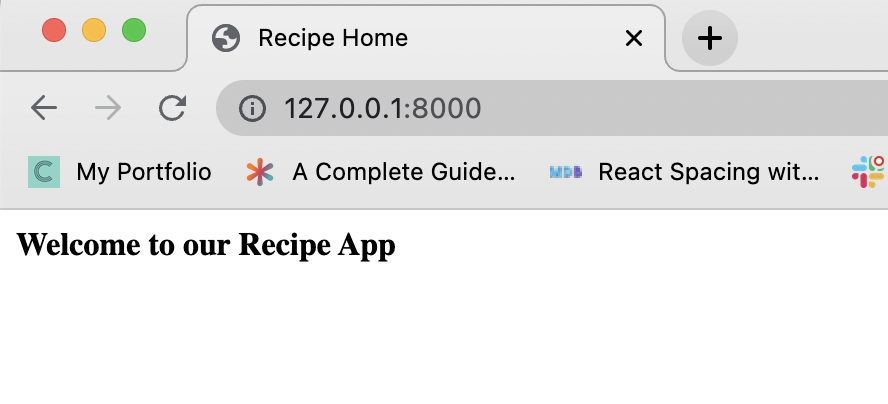 Recipe Home
127.0.0.1:8000
My Portfolio A Complete Guide... MDB React Spacing wit...
Welcome to our Recipe App